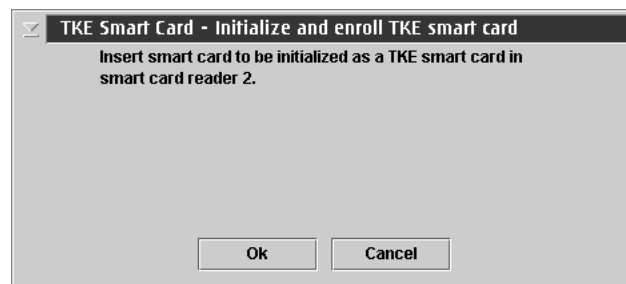 TKE Smart Card - Initialize and enroll TKE smart card
Insert smart card to be initialized as a TKE smart card in
smart card reader 2.
Ok Cancel